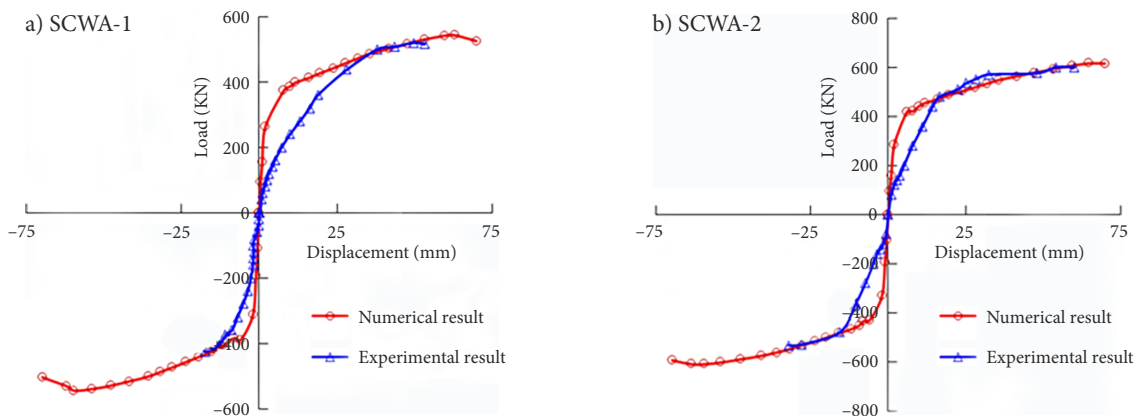 a) SCWA-1
600
400
200
0
−200
−400
−600
−75
−25
25
75
Load (KN)
Displacement (mm)
Numerical result
Experimental result
b) SCWA-2
800
600
400
200
0
−200
−400
−600
−800
−75
−25
25
75
Load (KN)
Displacement (mm)
Numerical result
Experimental result